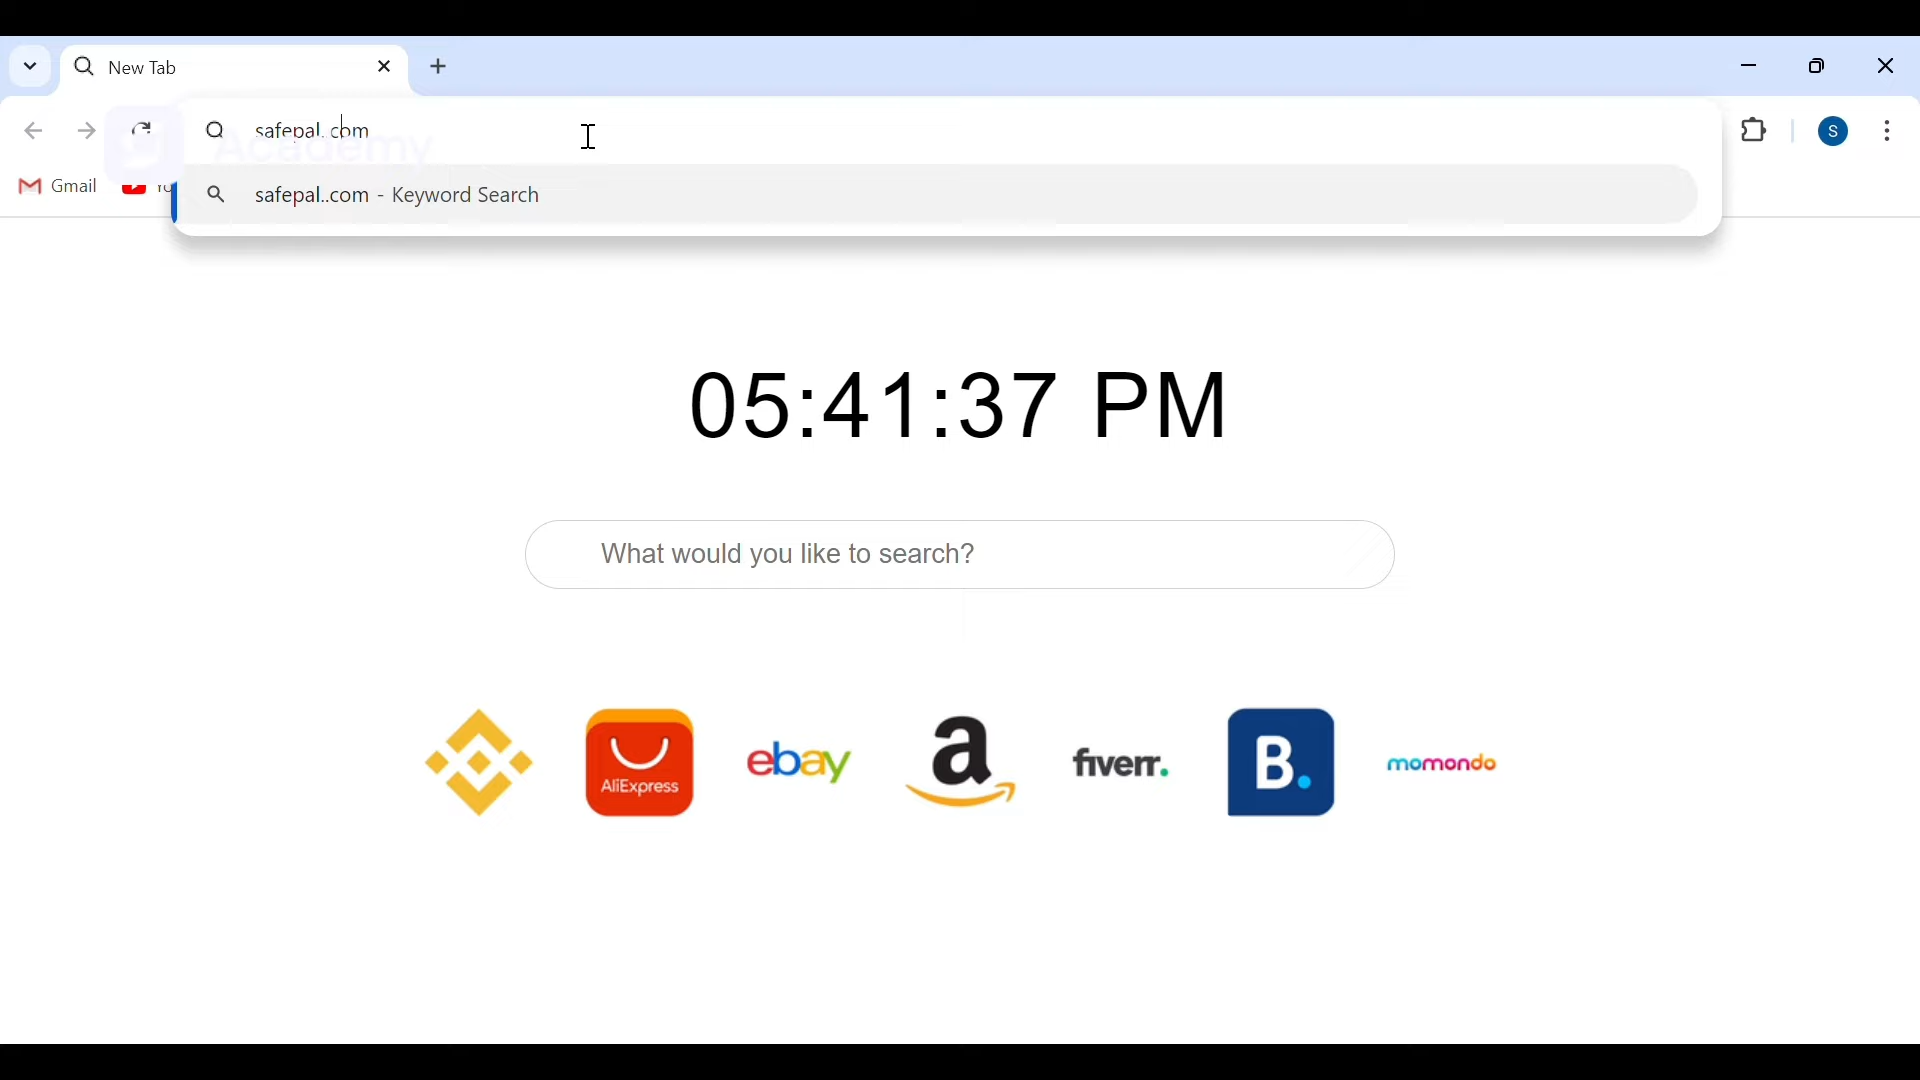 New Tab
safepal..com
Academy
S
Gmail
safepal..com - Keyword Search
05:41:37 PM
What would you like to search?
AliExpress
ebay
a
fiverr.
B.
momondo